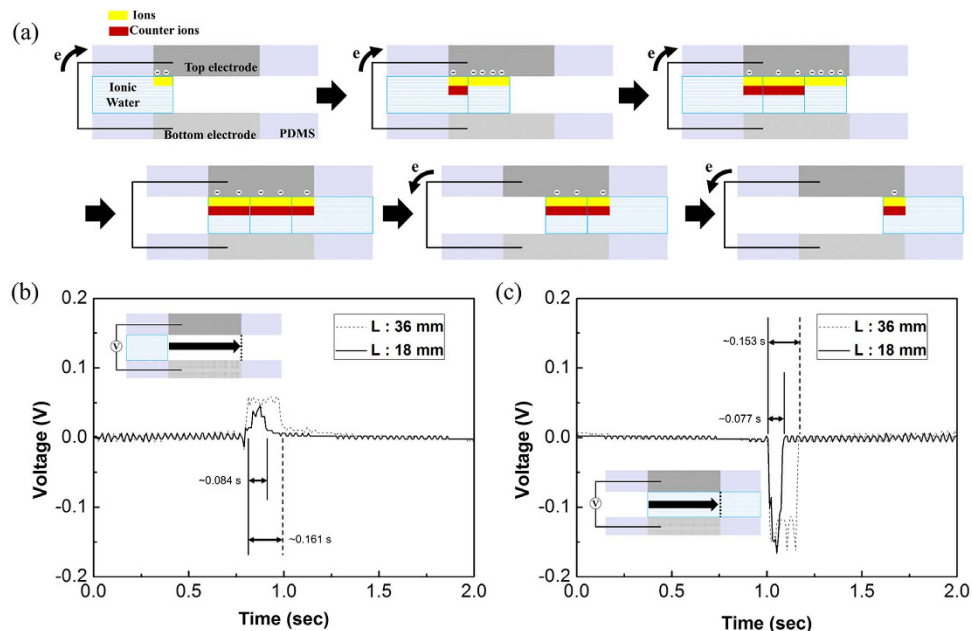 Ions
Counter ions
(a)
e
Top electrode
Ionic
Water
Bottom electrode
PDMS
e
e
e
e
(b)
0.2
0.1
0.0
-0.1
-0.2
Voltage (V)
V
L : 36 mm
L : 18 mm
~0.084 s
~0.161 s
0.0
0.5
1.0
1.5
2.0
Time (sec)
(c)
0.2
0.1
0.0
-0.1
-0.2
Voltage (V)
L : 36 mm
L : 18 mm
~0.153 s
~0.077 s
V
0.0
0.5
1.0
1.5
2.0
Time (sec)